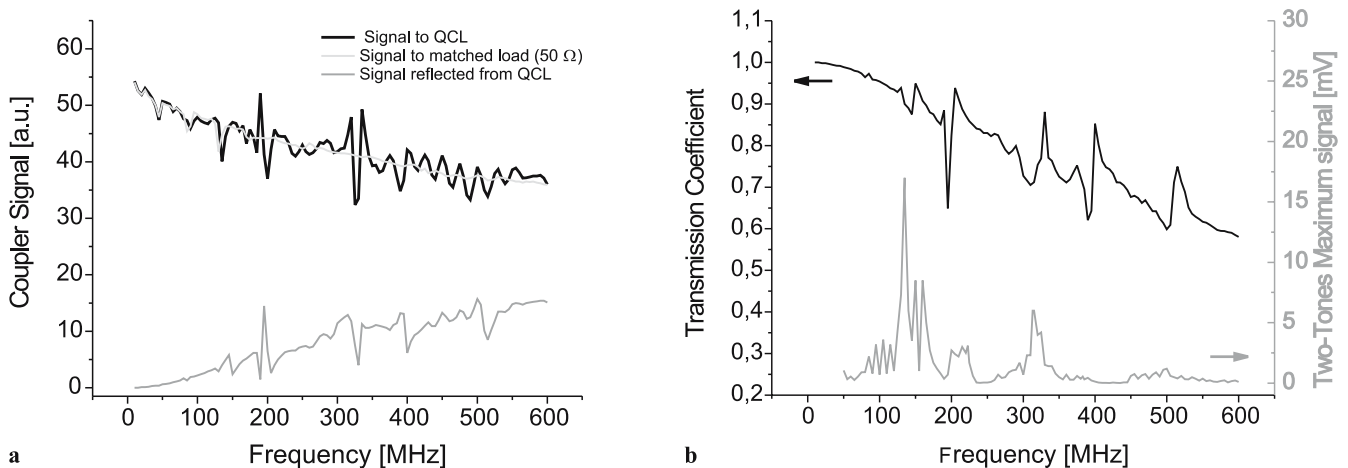 Signal to QCL
Signal to matched load (50 Ω)
Signal reflected from QCL
Coupler Signal [a.u.]
60
50
40
30
20
10
0
0 100 200 300 400 500 600
Frequency [MHz]
a
Transmission Coefficient
1,1
1,0
0,9
0,8
0,7
0,6
0,5
0,4
0,3
0,2
0 100 200 300 400 500 600
Frequency [MHz]
30
25
20
15
10
5
0
Two-Tones Maximum signal [mV]
b